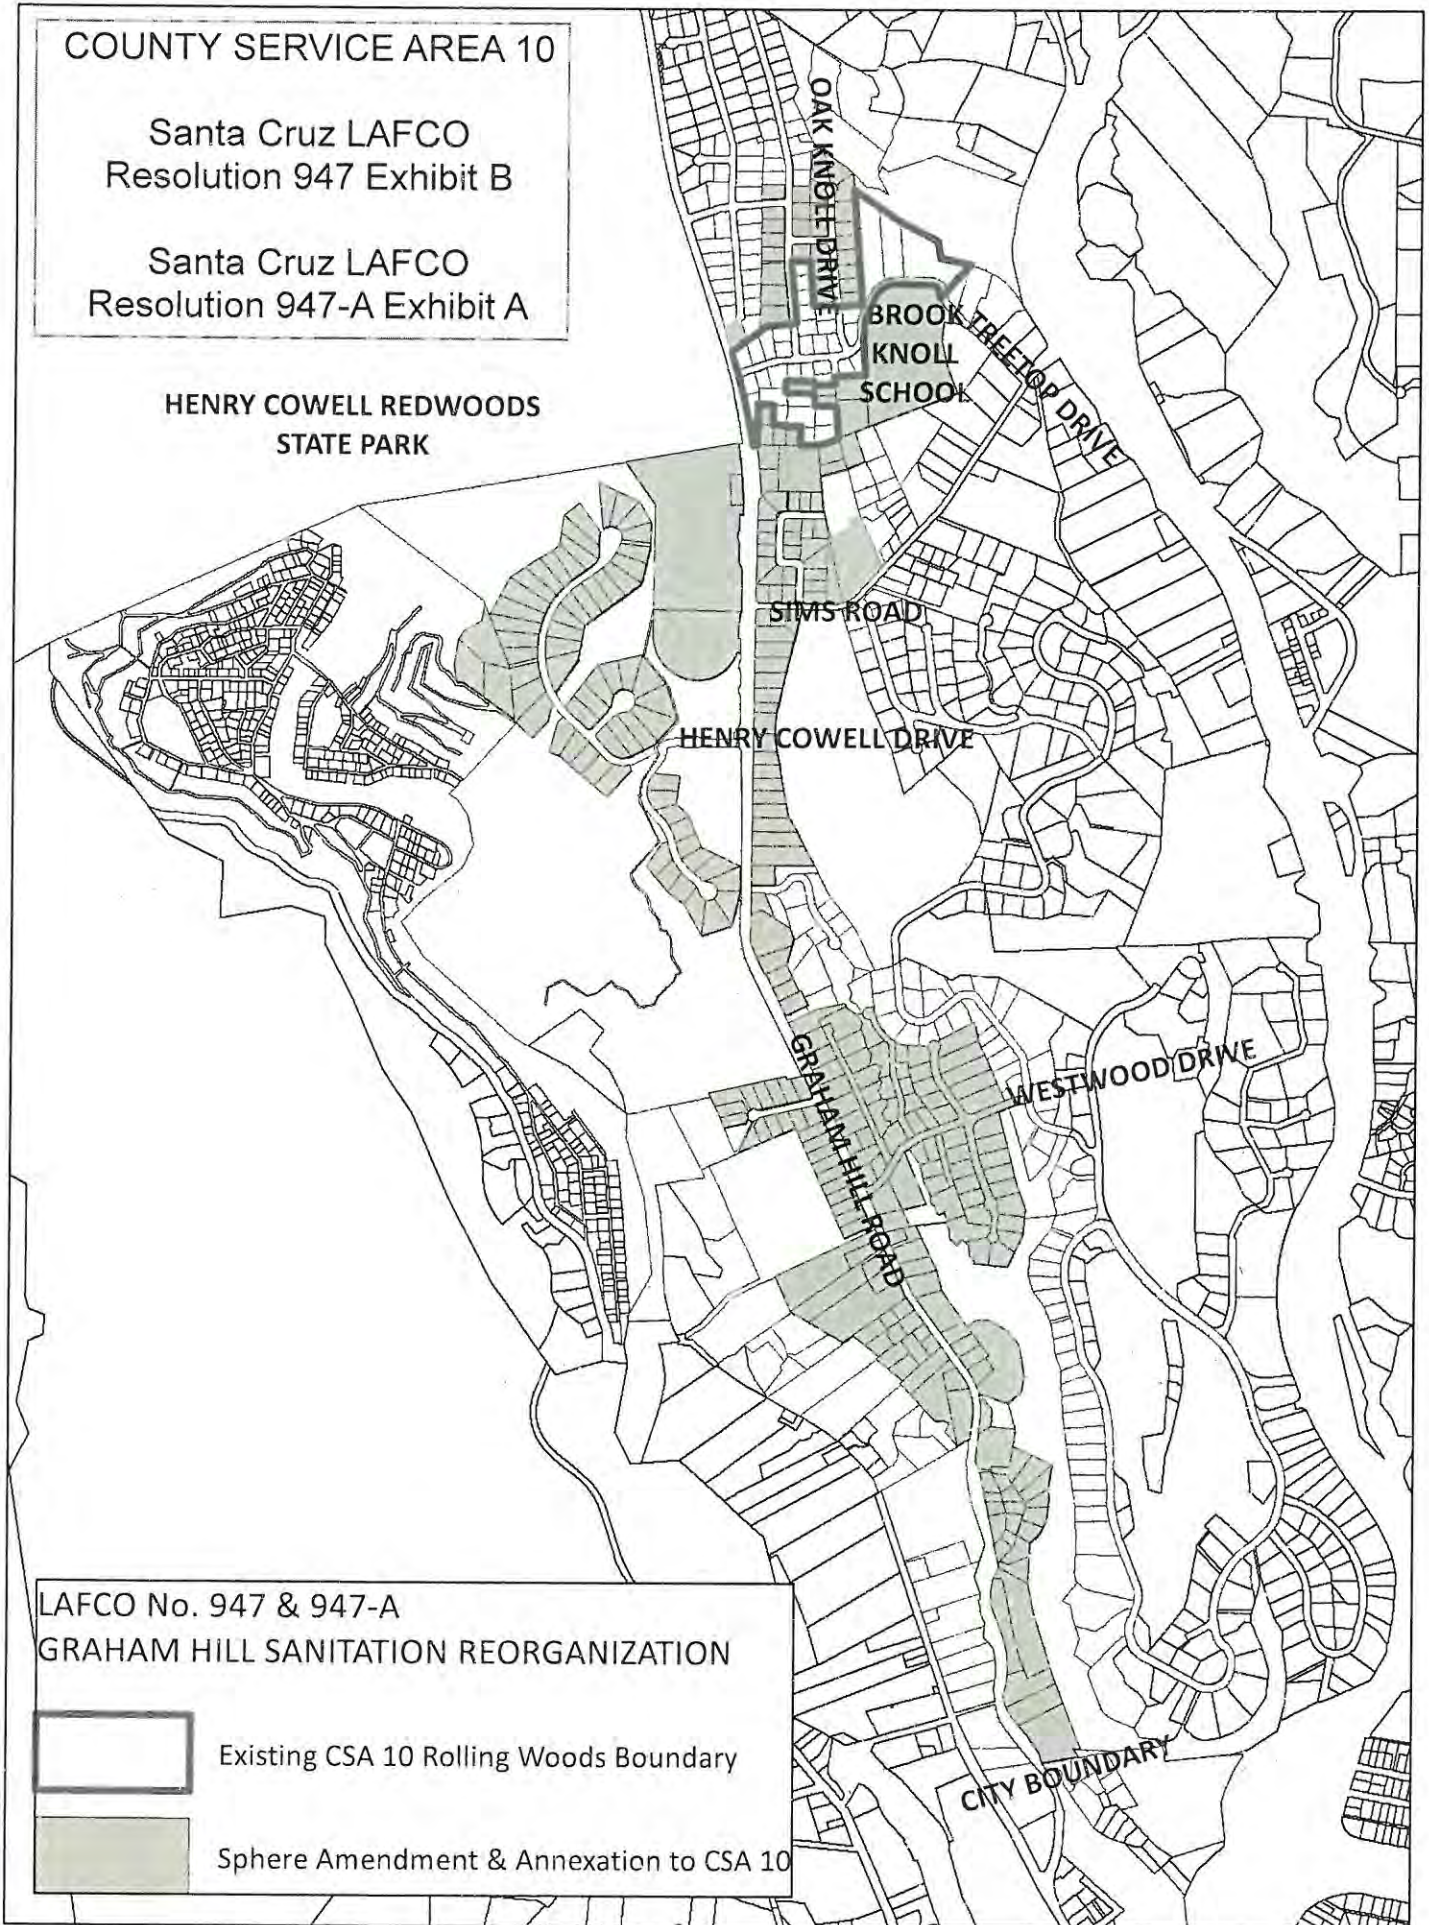 COUNTY SERVICE AREA 10
Santa Cruz LAFCO
Resolution 947 Exhibit B
Santa Cruz LAFCO
Resolution 947-A Exhibit A
HENRY COWELL REDWOODS
STATE PARK
OAK KNOLL DRIVE
BROOK
KNOLL
SCHOOL
TREETOP DRIVE
SIMS ROAD
HENRY COWELL DRIVE
GRAHAM HILL ROAD
WESTWOOD DRIVE
CITY BOUNDARY
LAFCO No. 947 & 947-A
GRAHAM HILL SANITATION REORGANIZATION
Existing CSA 10 Rolling Woods Boundary
Sphere Amendment & Annexation to CSA 10